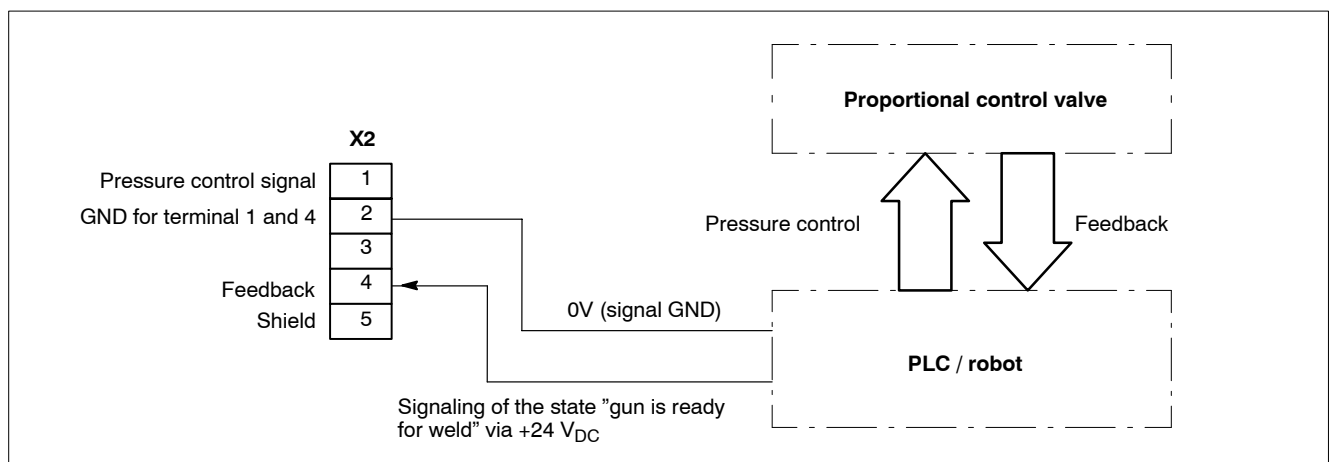 Proportional control valve
X2
Pressure control signal
1
GND for terminal 1 and 4
2
3
Feedback
4
Shield
5
Pressure control
Feedback
0V (signal GND)
PLC / robot
Signaling of the state ”gun is ready
for weld” via +24 VDC